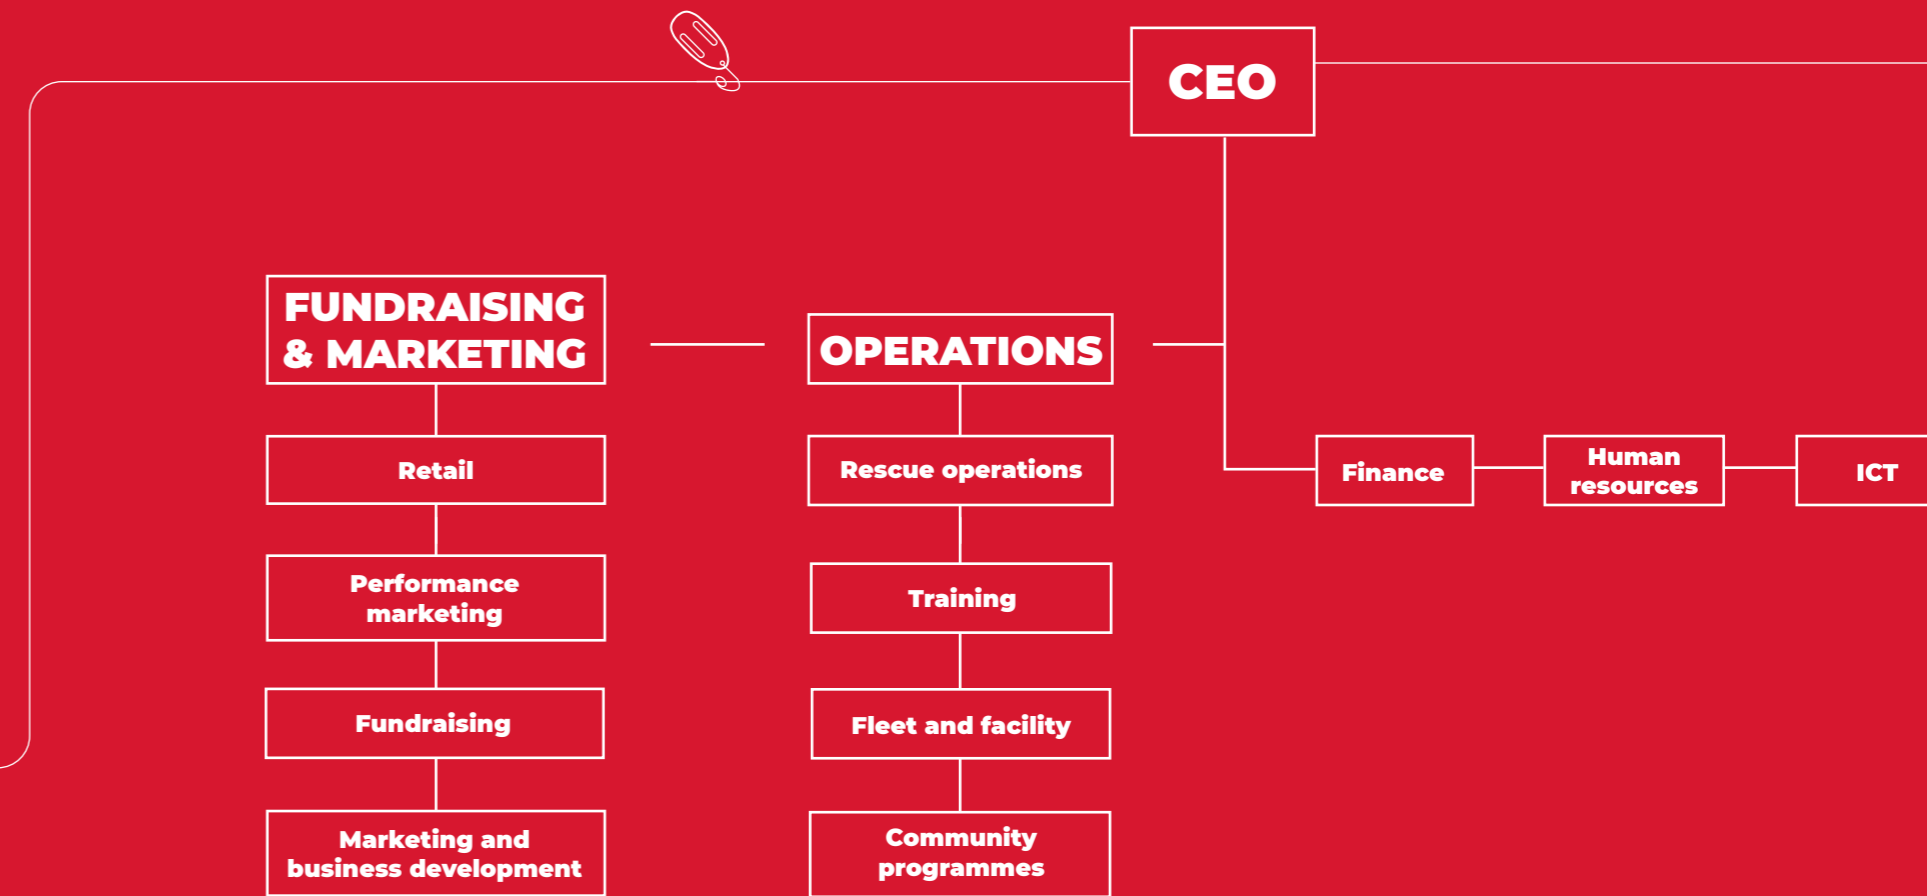 CEO
FUNDRAISING
& MARKETING
OPERATIONS
Retail
Performance
marketing
Fundraising
Marketing and
business development
Rescue operations
Training
Fleet and facility
Community
programmes
Finance
Human
resources
ICT